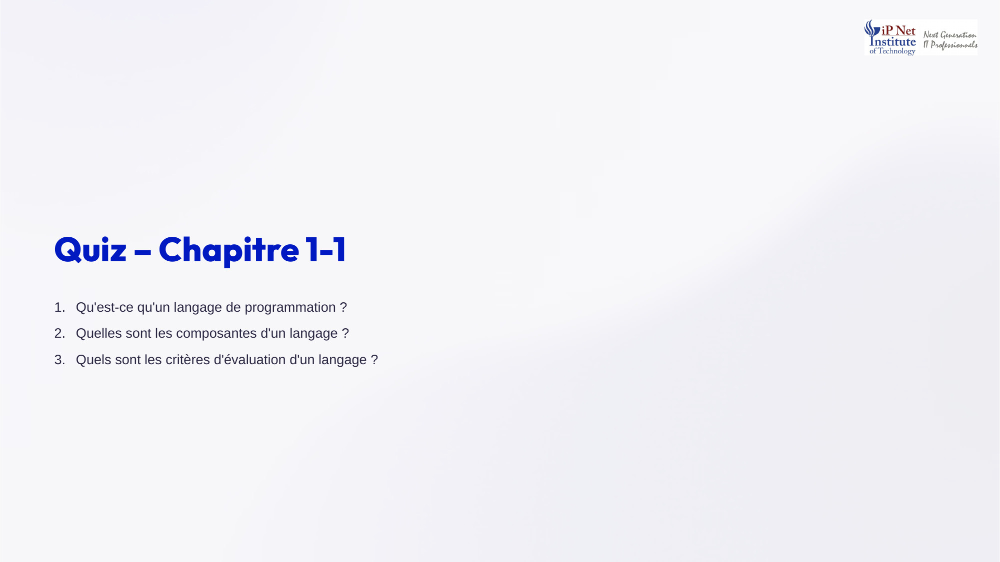 iP Net
Institute
of Technology
Next Generation
IT Professionnels
Quiz – Chapitre 1-1
1. Qu'est-ce qu'un langage de programmation ?
2. Quelles sont les composantes d'un langage ?
3. Quels sont les critères d'évaluation d'un langage ?